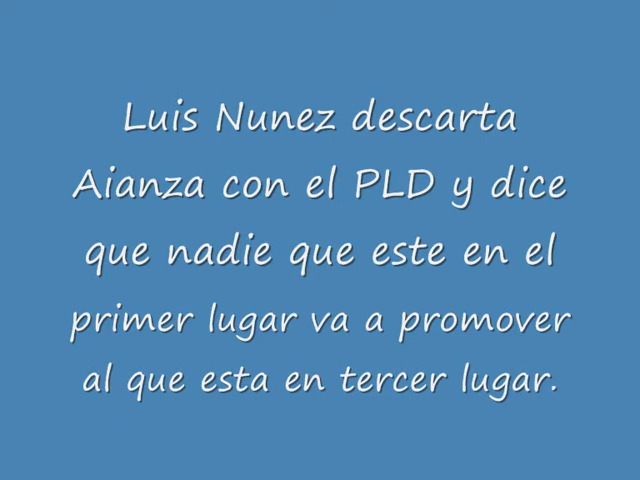 Luis Nunez descarta
Aianza con el PLD y dice
que nadie que este en el
primer lugar va a promover
al que esta en tercer lugar.